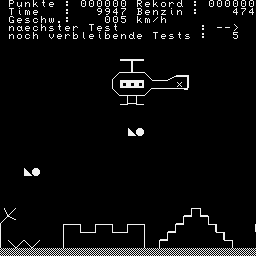 Punkte : 000000 Rekord : 000000
Time : 9947 Benzin : 474
Geschw.: 005 km/h
naechster Test : -->
noch verbleibende Tests : 5